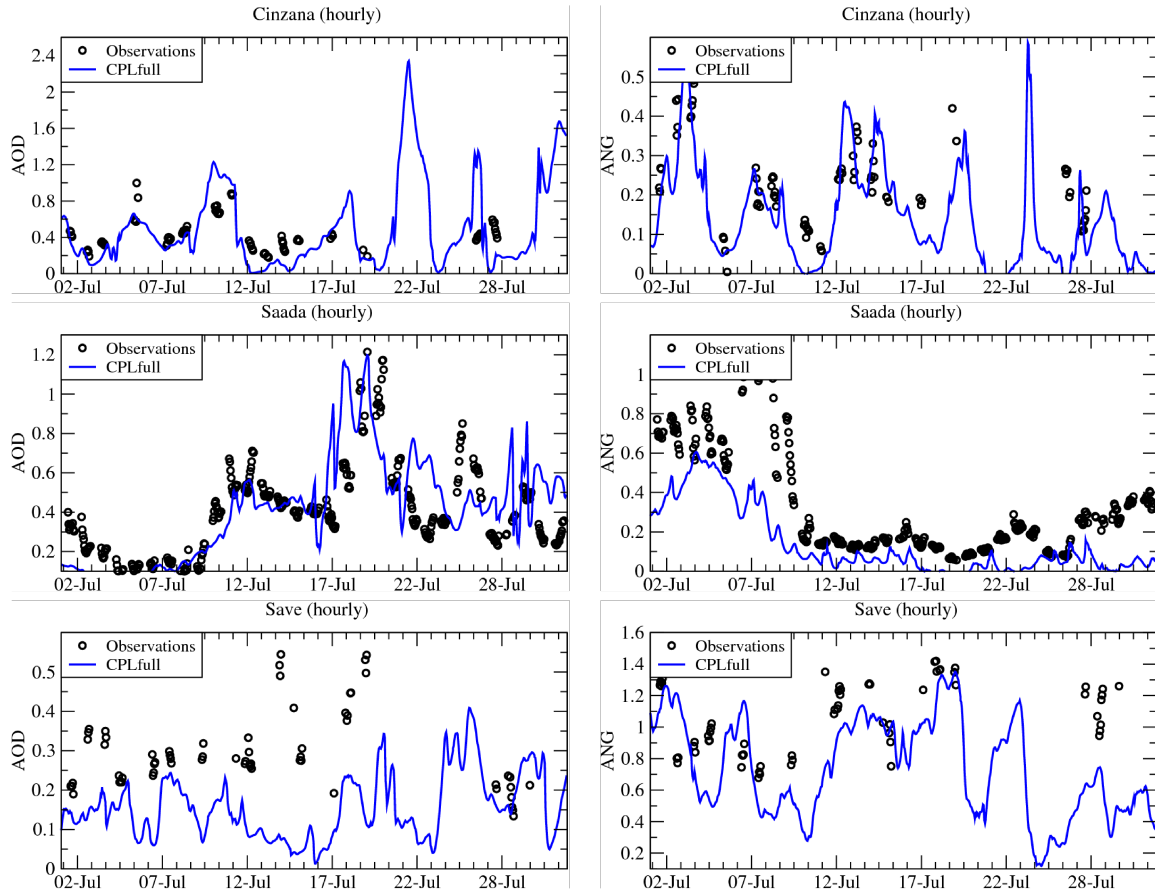 Cinzana (hourly)
Observations
CPLfull
AOD
2.4
2
1.6
1.2
0.8
0.4
0
02-Jul 07-Jul 12-Jul 17-Jul 22-Jul 28-Jul
Cinzana (hourly)
Observations
CPLfull
ANG
0.5
0.4
0.3
0.2
0.1
0
02-Jul 07-Jul 12-Jul 17-Jul 22-Jul 28-Jul
Saada (hourly)
Observations
CPLfull
AOD
1.2
1
0.8
0.6
0.4
0.2
02-Jul 07-Jul 12-Jul 17-Jul 22-Jul 28-Jul
Saada (hourly)
Observations
CPLfull
ANG
1
0.8
0.6
0.4
0.2
0
02-Jul 07-Jul 12-Jul 17-Jul 22-Jul 28-Jul
Save (hourly)
Observations
CPLfull
AOD
0.5
0.4
0.3
0.2
0.1
0
02-Jul 07-Jul 12-Jul 17-Jul 22-Jul 28-Jul
Save (hourly)
Observations
CPLfull
ANG
1.6
1.4
1.2
1
0.8
0.6
0.4
0.2
02-Jul 07-Jul 12-Jul 17-Jul 22-Jul 28-Jul